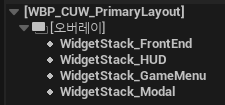 [WBP_CUW_PrimaryLayout]
[오버레이]
WidgetStack_FrontEnd
WidgetStack_HUD
WidgetStack_GameMenu
WidgetStack_Modal